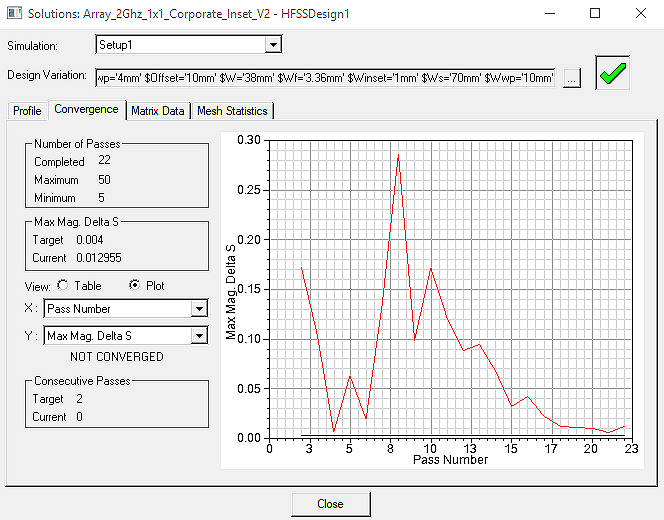 Solutions: Array_2Ghz_1x1_Corporate_Inset_V2 - HFSSDesign1
Simulation: Setup1
Design Variation: wp='4mm' $Offset='10mm' $W='38mm' $Wf='3.36mm' $Winset='1mm' $Ws='70mm' $Wwp='10mm' ...
Profile Convergence Matrix Data Mesh Statistics
Number of Passes
Completed 22
Maximum 50
Minimum 5
Max Mag. Delta S
Target 0.004
Current 0.012955
View: Table Plot
X : Pass Number
Y : Max Mag. Delta S
NOT CONVERGED
Consecutive Passes
Target 2
Current 0
Max Mag. Delta S
0.30
0.25
0.20
0.15
0.10
0.05
0.00
0 3 5 8 10 13 15 17 20 23
Pass Number
Close